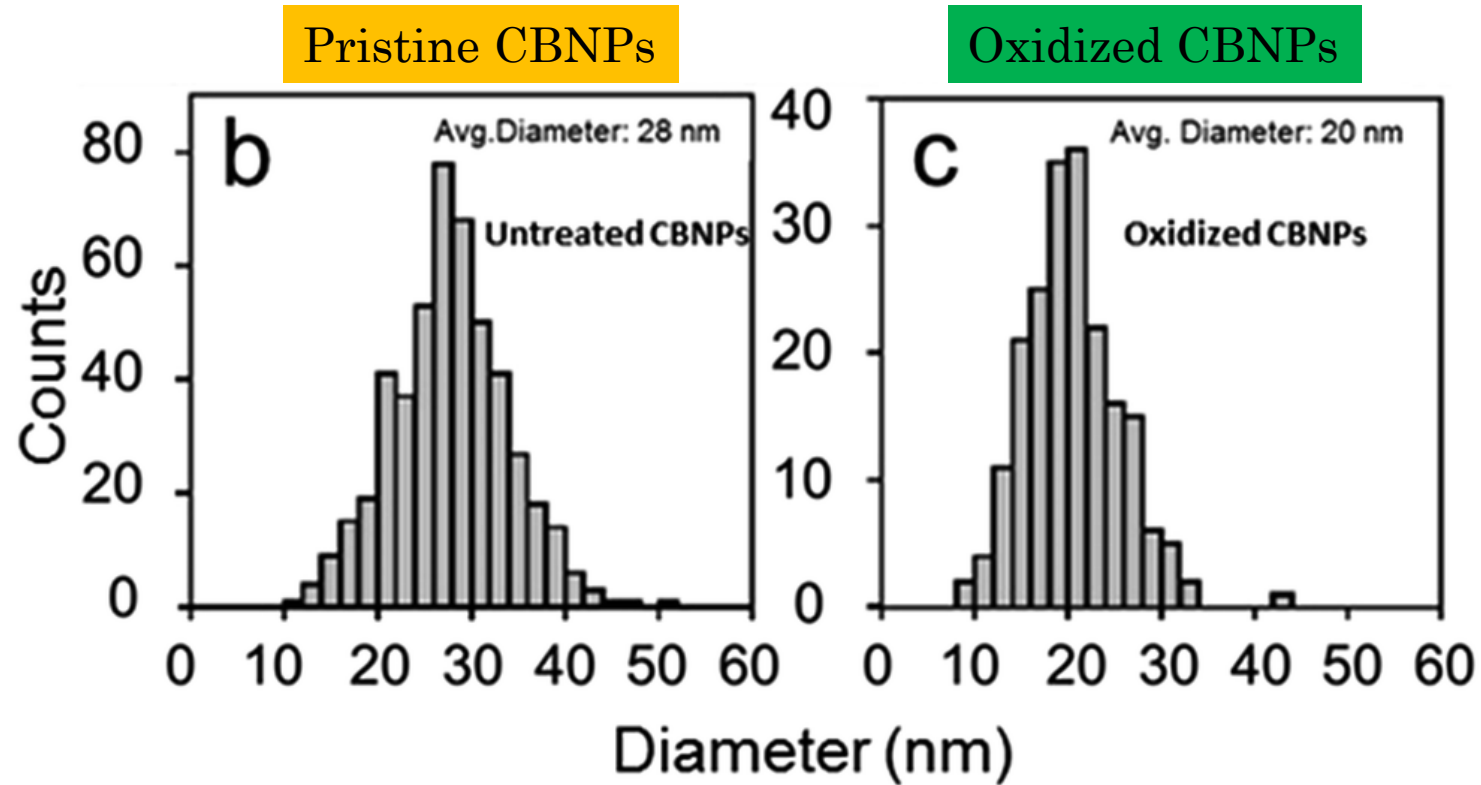 Pristine CBNPs
Oxidized CBNPs
b
Avg.Diameter: 28 nm
Untreated CBNPs
80
60
40
20
0
Counts
0 10 20 30 40 50 60
c
Avg. Diameter: 20 nm
Oxidized CBNPs
40
30
20
10
0
0 10 20 30 40 50 60
Diameter (nm)